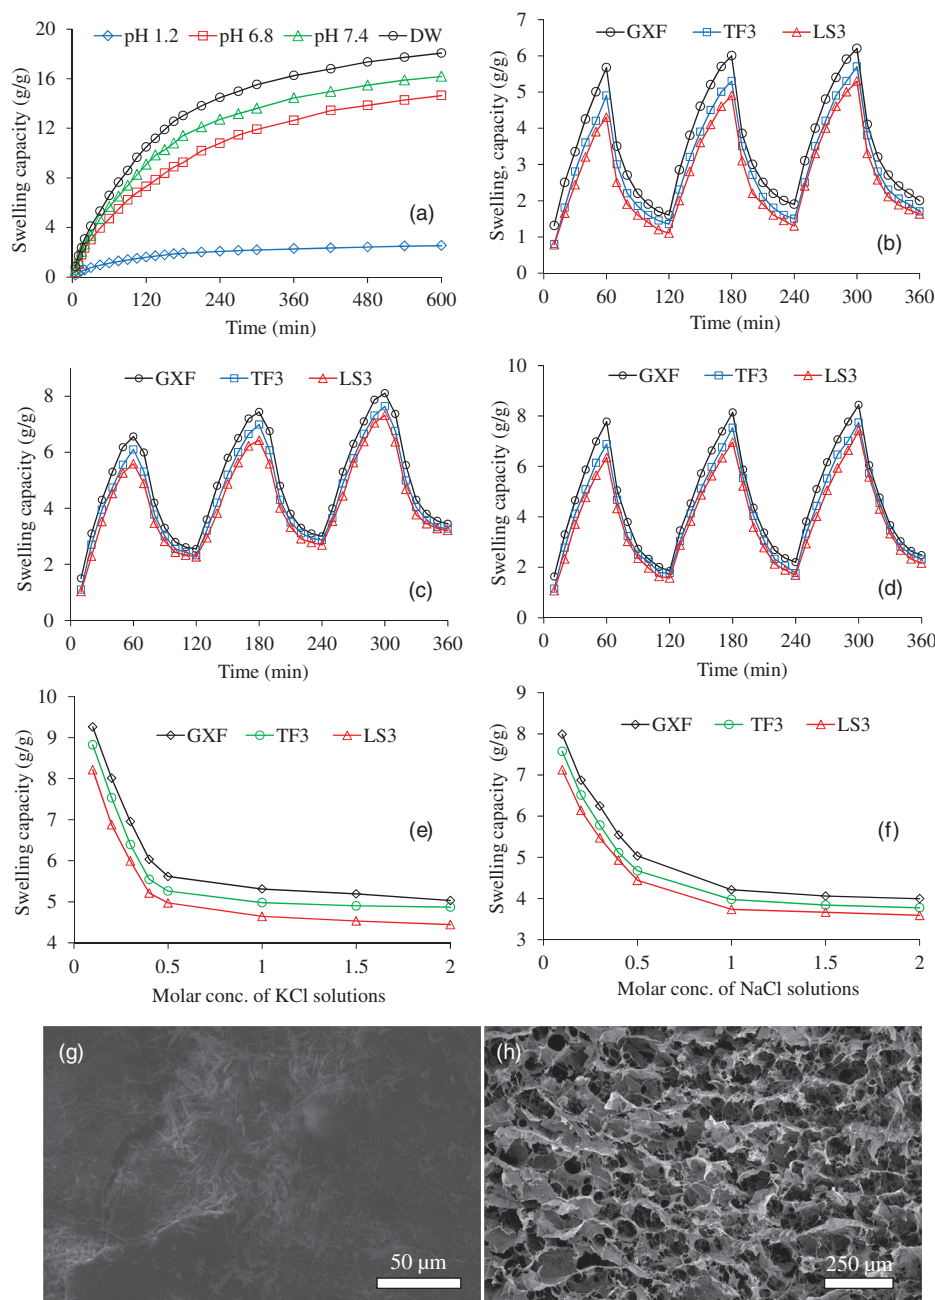 pH 1.2 pH 6.8 pH 7.4 DW
Swelling capacity (g/g)
20
16
12
8
4
0
(a)
0 120 240 360 480 600
Time (min)
GXF TF3 LS3
Swelling, capacity (g/g)
7
6
5
4
3
2
1
0
(b)
0 60 120 180 240 300 360
Time (min)
GXF TF3 LS3
Swelling capacity (g/g)
8
6
4
2
0
(c)
0 60 120 180 240 300 360
Time (min)
GXF TF3 LS3
Swelling capacity (g/g)
10
8
6
4
2
0
(d)
0 60 120 180 240 300 360
Time (min)
GXF TF3 LS3
Swelling capacity (g/g)
10
9
8
7
6
5
4
(e)
0 0.5 1 1.5 2
Molar conc. of KCl solutions
GXF TF3 LS3
Swelling capacity (g/g)
8
7
6
5
4
3
(f)
0 0.5 1 1.5 2
Molar conc. of NaCl solutions
(g)
50 μm
(h)
250 μm